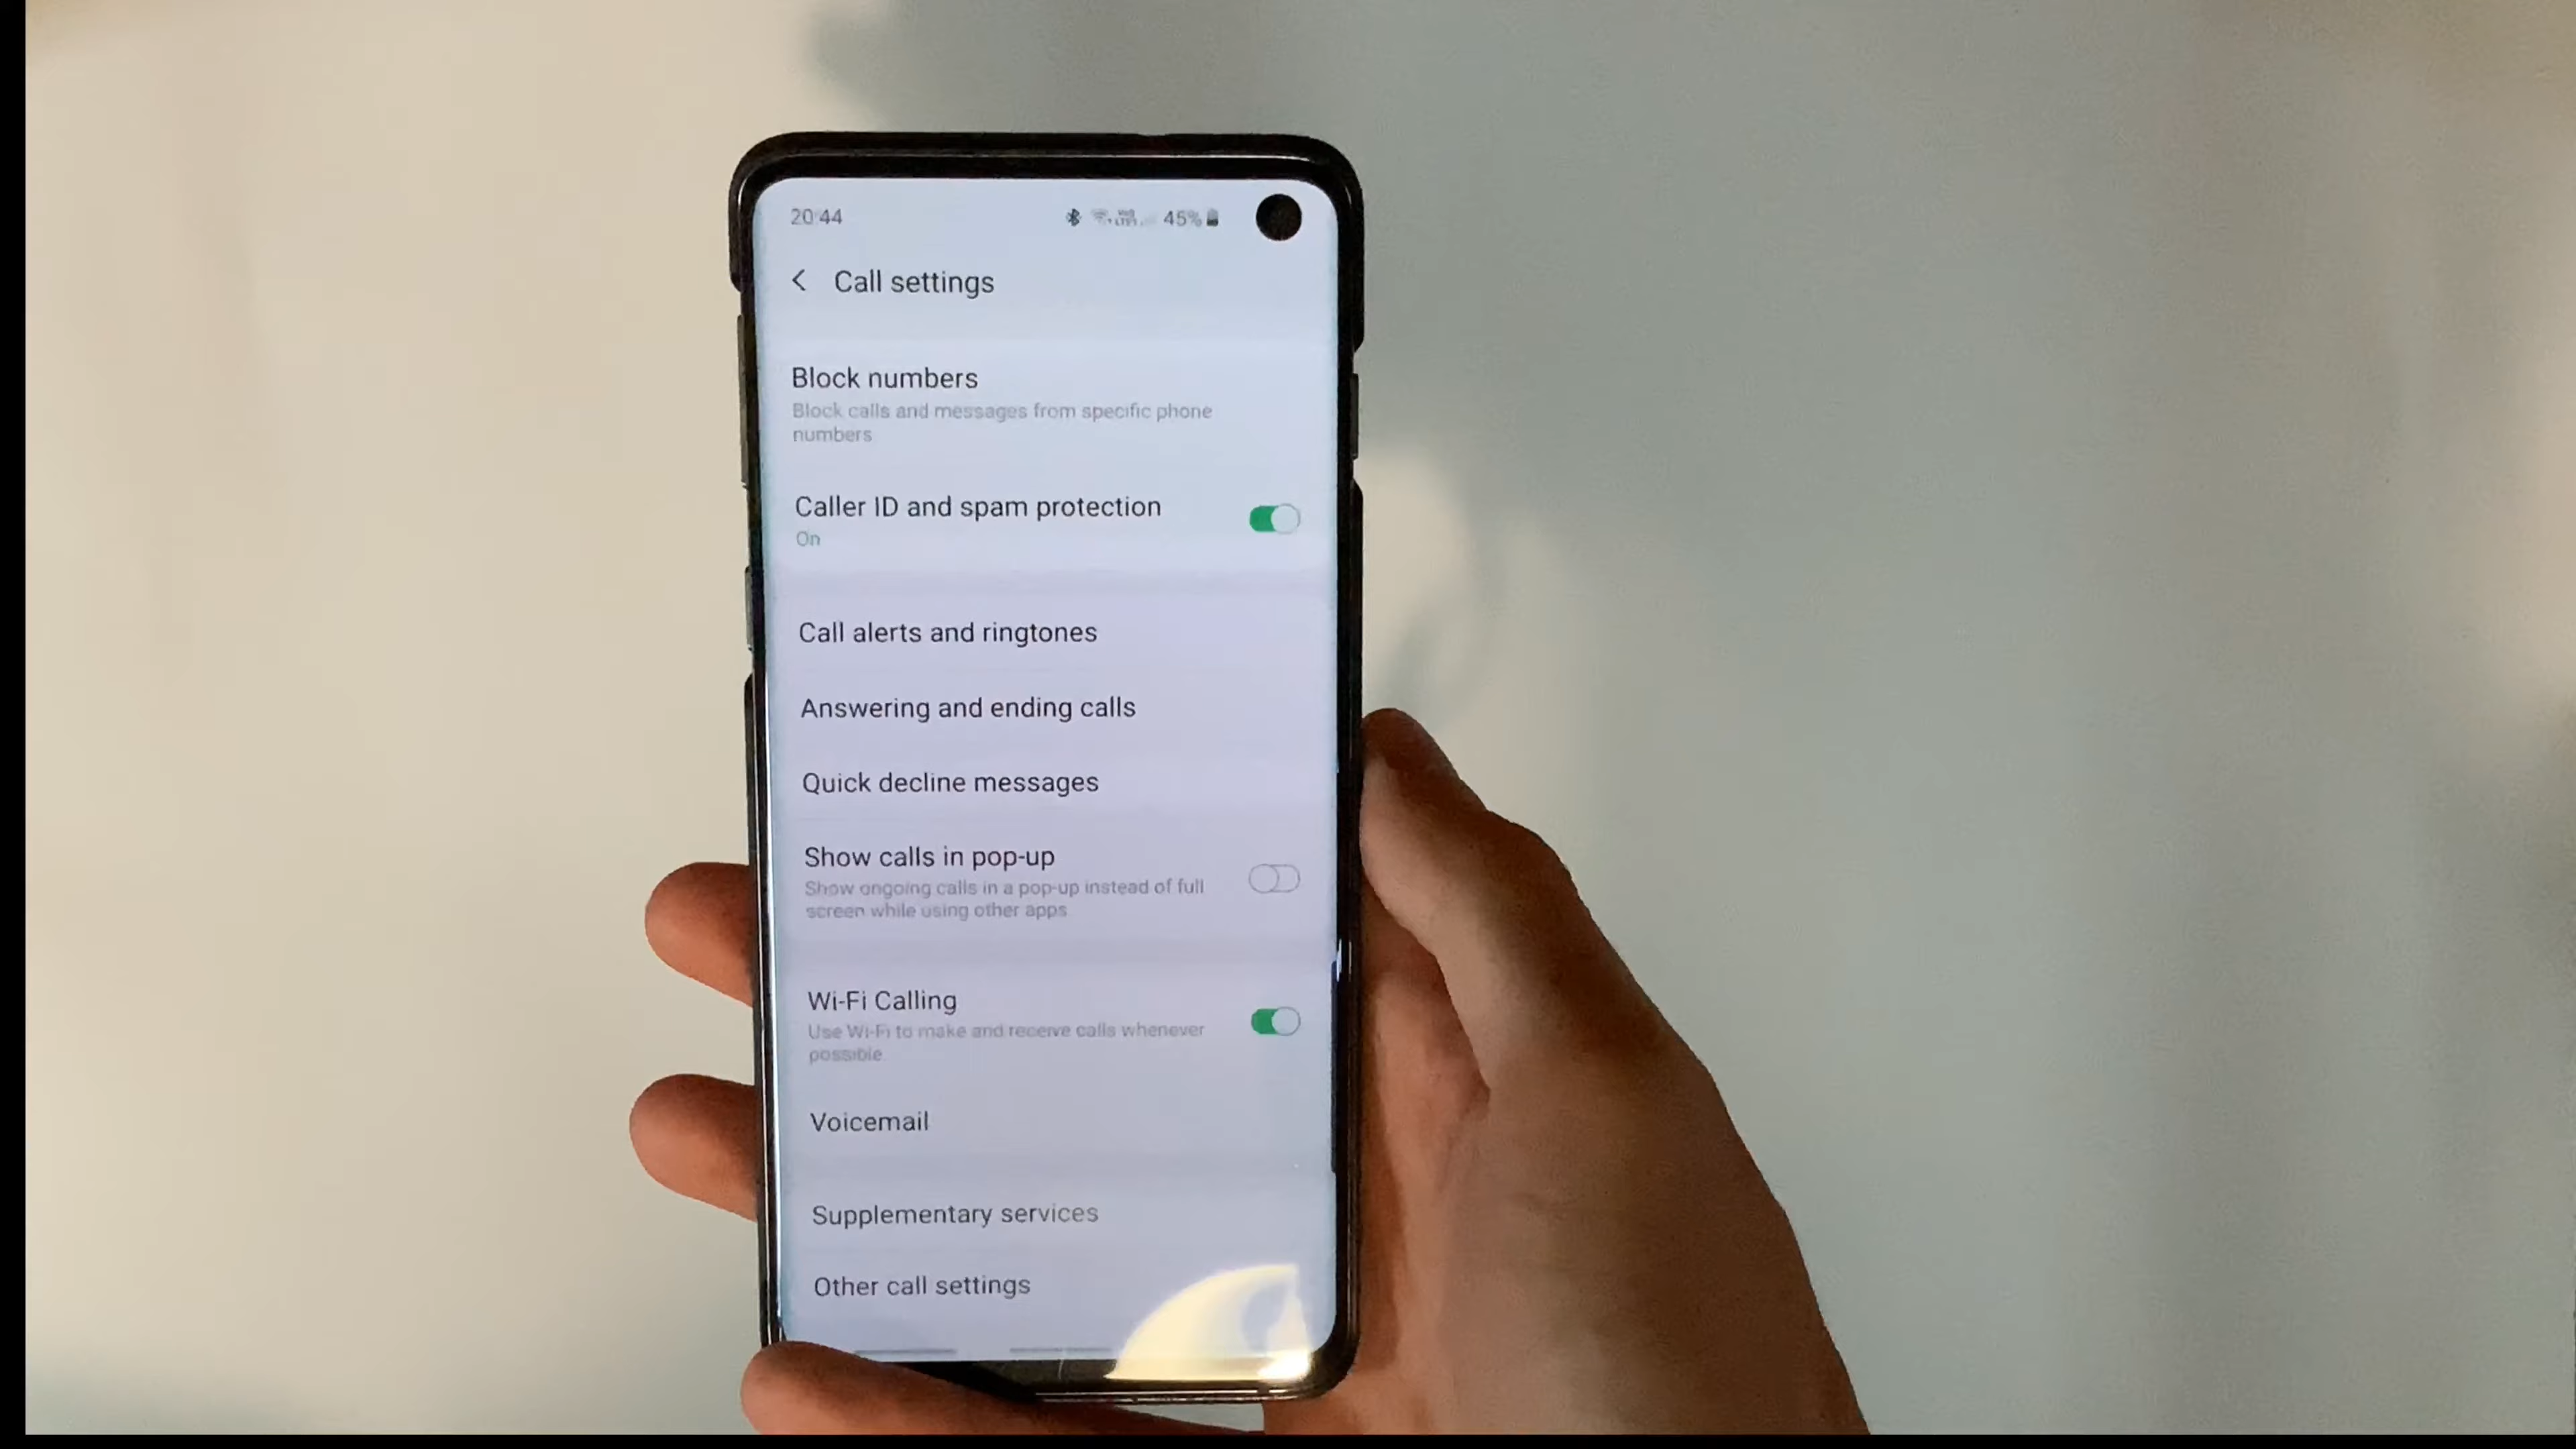 20:44 45%
Call settings
Block numbers
Block calls and messages from specific phone
numbers
Caller ID and spam protection
On
Call alerts and ringtones
Answering and ending calls
Quick decline messages
Show calls in pop-up
Show ongoing calls in a pop-up instead of full
screen while using other apps
Wi-Fi Calling
Use Wi-Fi to make and receive calls whenever
possible
Voicemail
Supplementary services
Other call settings